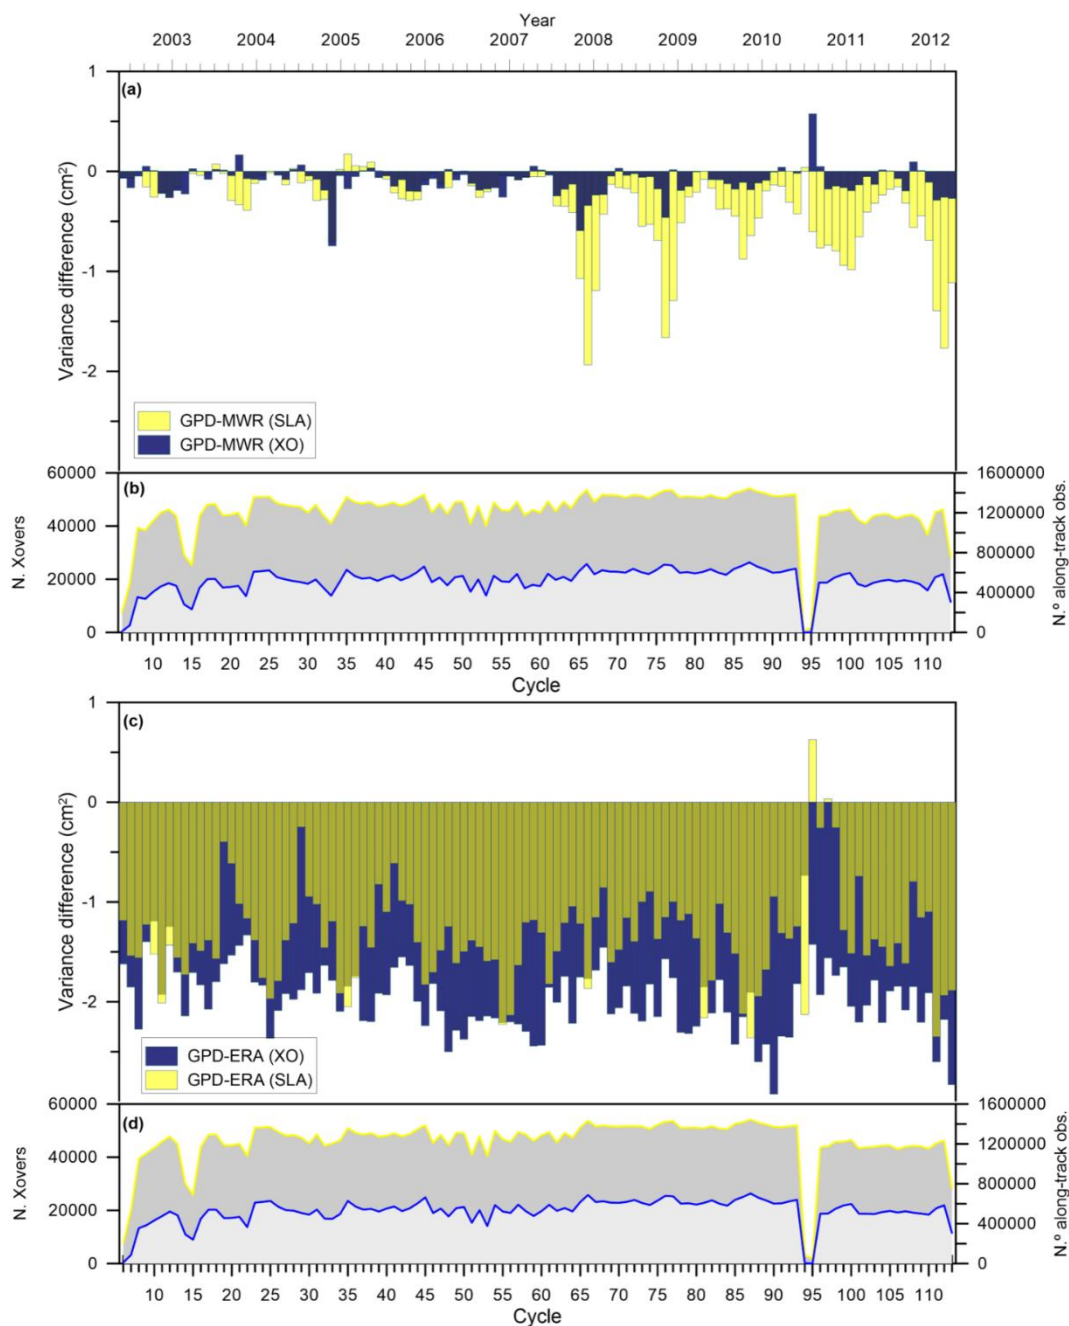 Year
2003 2004 2005 2006 2007 2008 2009 2010 2011 2012
(a)
1
0
-1
-2
Variance difference (cm²)
GPD-MWR (SLA)
GPD-MWR (XO)
(b)
60000
40000
20000
0
N. Xovers
1600000
1200000
800000
400000
0
N.º along-track obs.
10 15 20 25 30 35 40 45 50 55 60 65 70 75 80 85 90 95 100 105 110
Cycle
(c)
1
0
-1
-2
Variance difference (cm²)
GPD-ERA (XO)
GPD-ERA (SLA)
(d)
60000
40000
20000
0
N. Xovers
1600000
1200000
800000
400000
0
N.º along-track obs.
10 15 20 25 30 35 40 45 50 55 60 65 70 75 80 85 90 95 100 105 110
Cycle